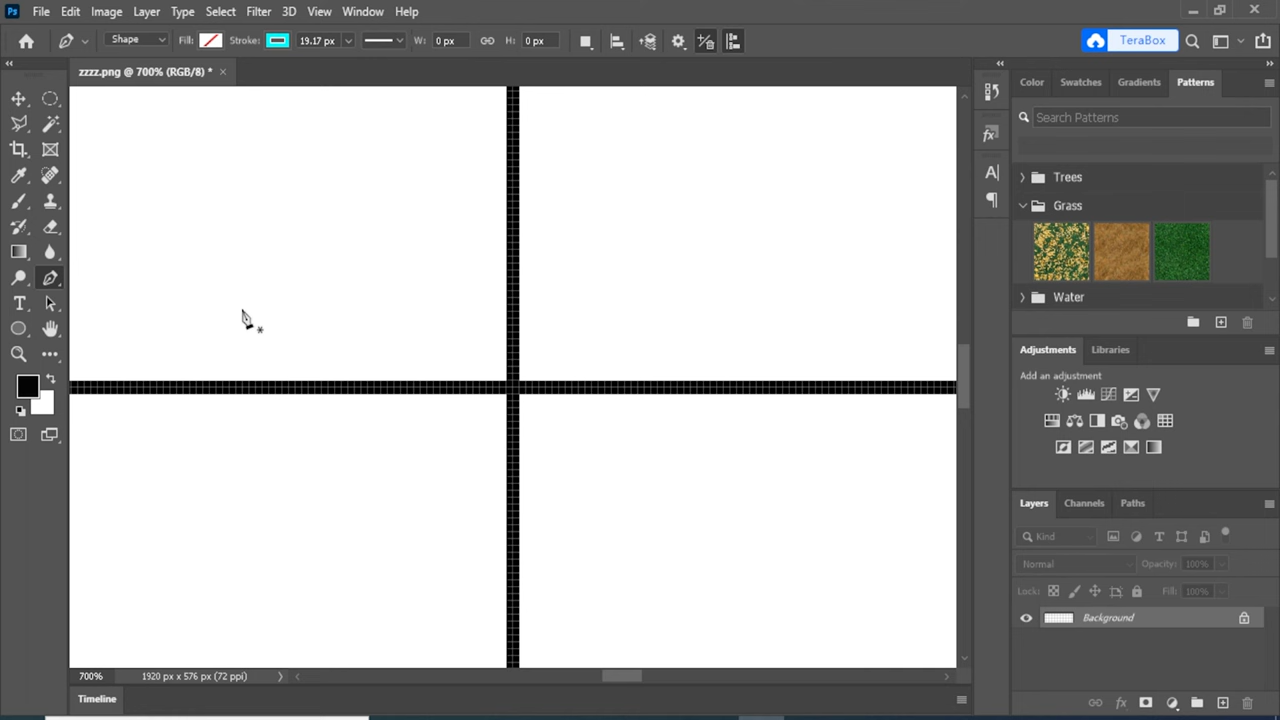 Ps File Edit Image Layer Type Select Filter 3D View Window Help
Shape Fill: Stroke: 19.17 px W: 0 px H: 0 px TeraBox
zzzz.png @ 700% (RGB/8) * ×
Color Swatches Gradients Patterns
Search Patterns
Trees
Grass
Water
Adjustments Libraries
Add an adjustment
Layers Channels Paths
Kind
Normal Opacity: 100%
Lock: Fill: 100%
Background
700% 1920 px x 576 px (72 ppi)
Timeline